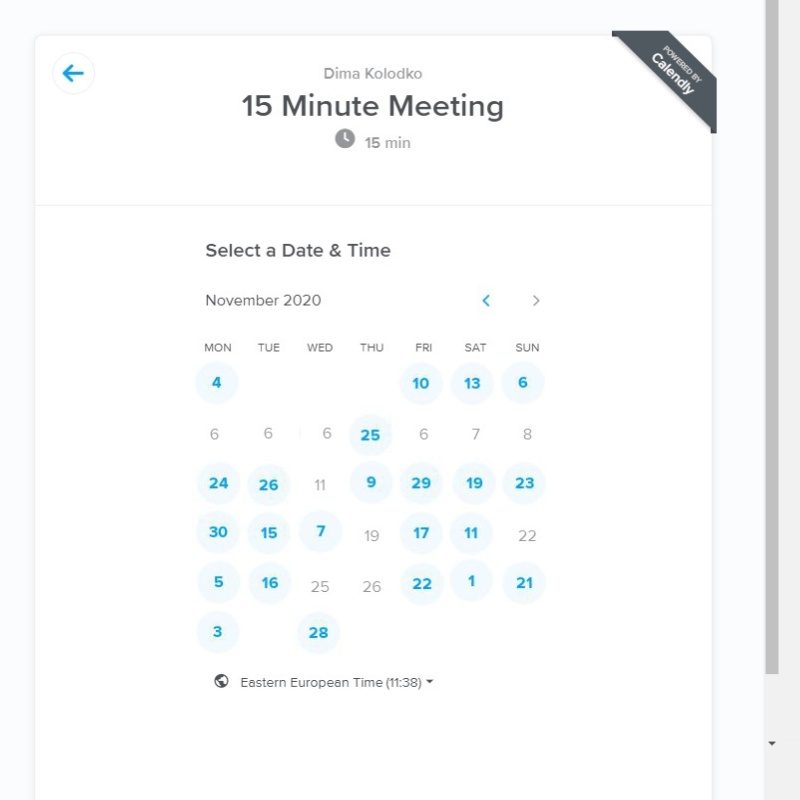 Dima Kolodko
POWERED BY
Calendly
15 Minute Meeting
15 min
Select a Date & Time
November 2020
MON TUE WED THU FRI SAT SUN
4 10 13 6
6 6 6 25 6 7 8
24 26 11 9 29 19 23
30 15 7 19 17 11 22
5 16 25 26 22 1 21
3 28
Eastern European Time (11:38)